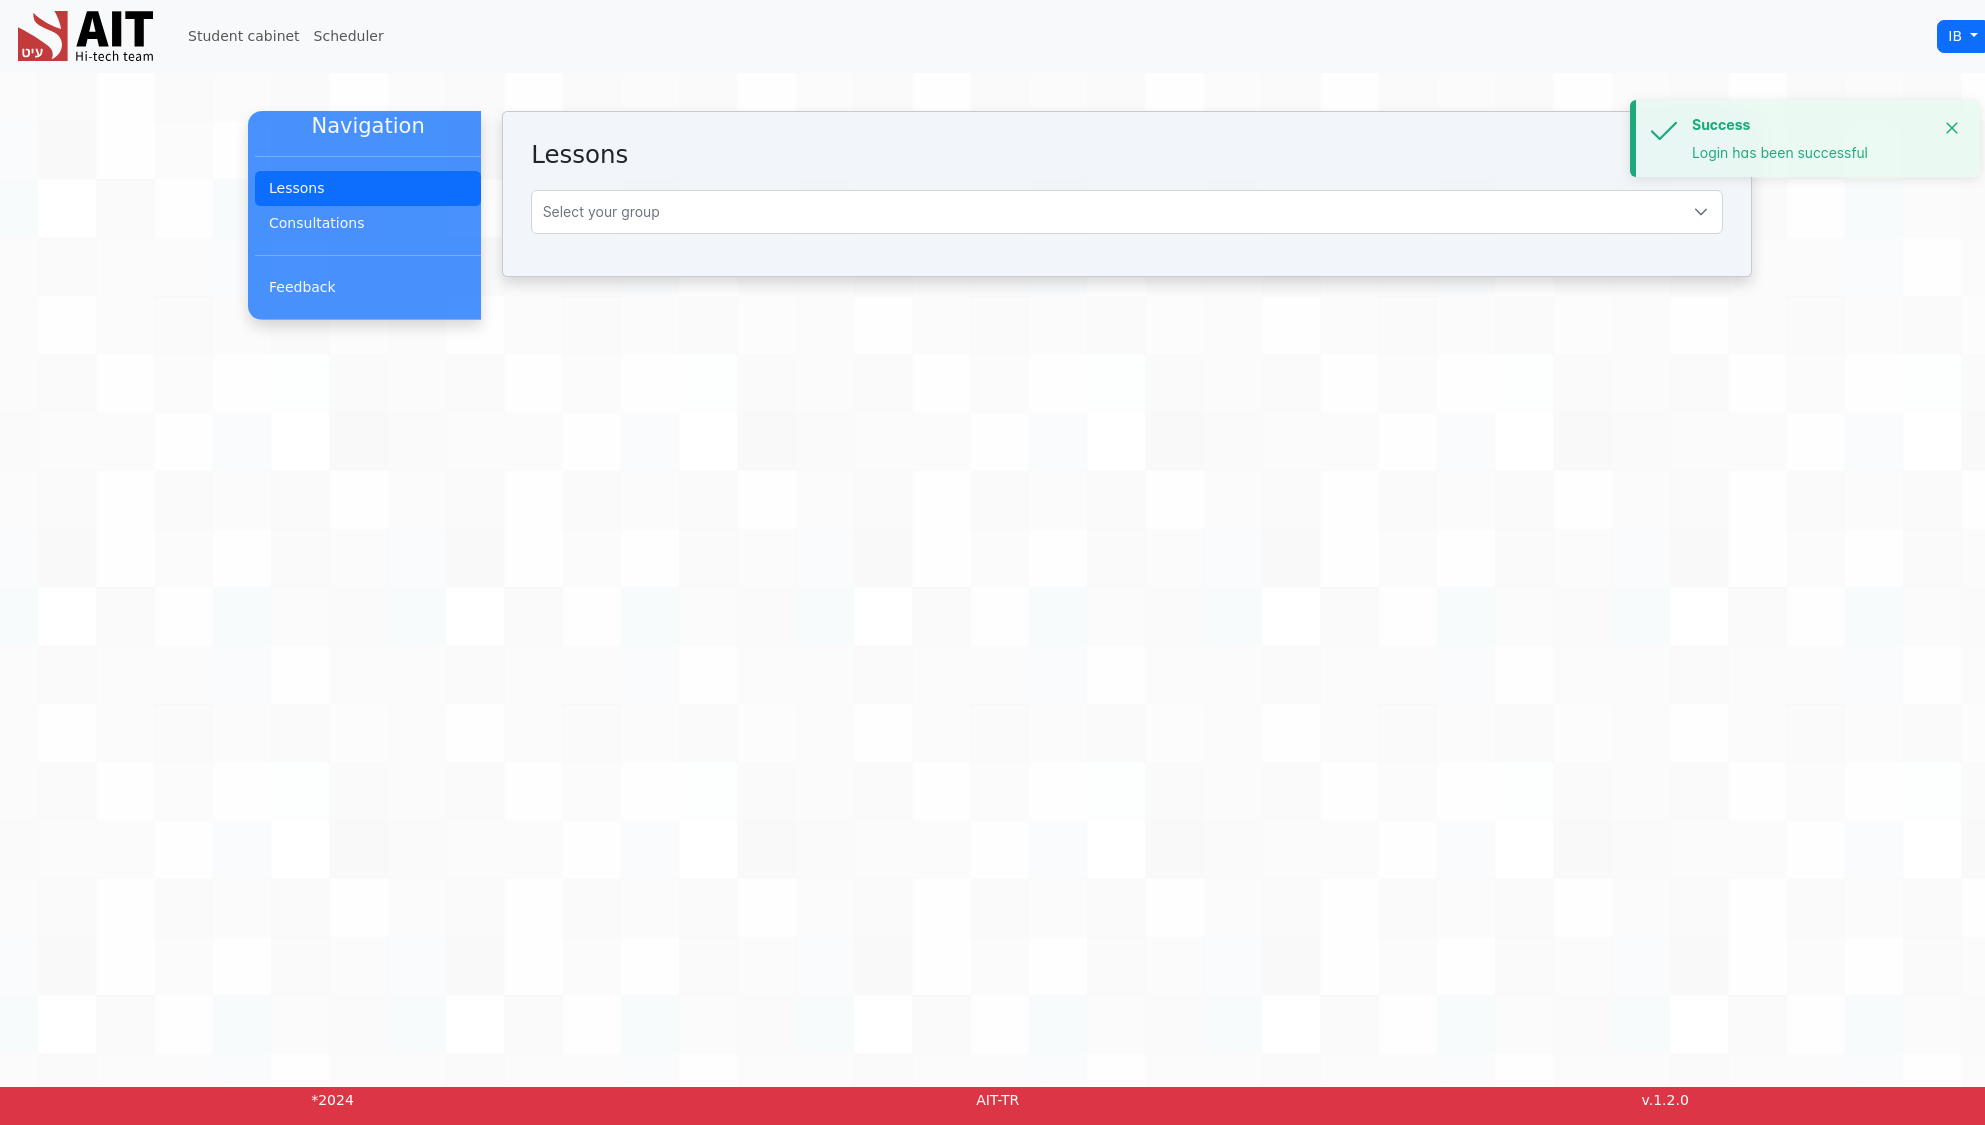 עיט
AIT
Hi-tech team
Student cabinet
Scheduler
IB
Navigation
Lessons
Consultations
Feedback
Lessons
Select your group
Success
Login has been successful
*2024
AIT-TR
v.1.2.0